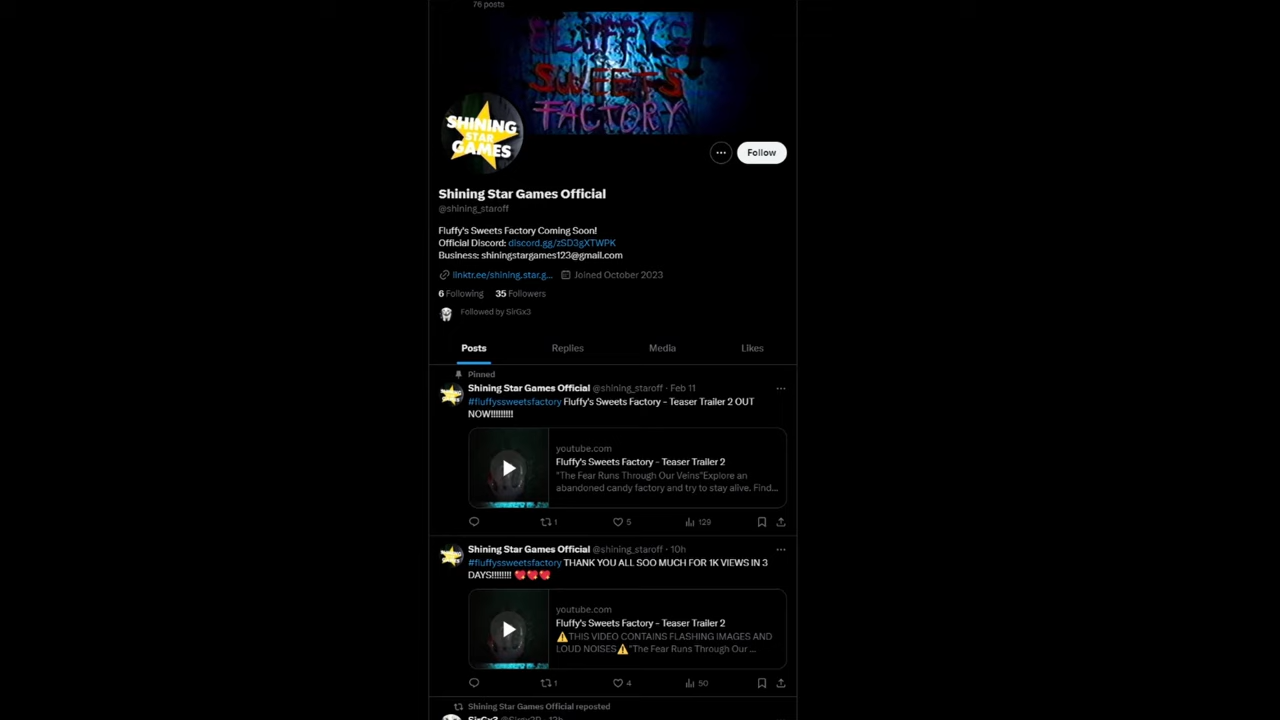 76 posts
FLUFFY'S
SWEETS
FACTORY
SHINING
STAR
GAMES
Follow
Shining Star Games Official
@shining_staroff
Fluffy's Sweets Factory Coming Soon!
Official Discord: discord.gg/zSD3gXTWPK
Business: shiningstargames123@gmail.com
linktr.ee/shining.star.g... Joined October 2023
6 Following 35 Followers
Followed by SirGx3
Posts Replies Media Likes
Pinned
Shining Star Games Official @shining_staroff · Feb 11
#fluffyssweetsfactory Fluffy's Sweets Factory - Teaser Trailer 2 OUT
NOW!!!!!!!!!
youtube.com
Fluffy's Sweets Factory - Teaser Trailer 2
"The Fear Runs Through Our Veins"Explore an
abandoned candy factory and try to stay alive. Find...
1 5 129
Shining Star Games Official @shining_staroff · 10h
#fluffyssweetsfactory THANK YOU ALL SOO MUCH FOR 1K VIEWS IN 3
DAYS!!!!!!!! 💖💖💖
youtube.com
Fluffy's Sweets Factory - Teaser Trailer 2
⚠️THIS VIDEO CONTAINS FLASHING IMAGES AND
LOUD NOISES⚠️"The Fear Runs Through Our ...
1 4 50
Shining Star Games Official reposted